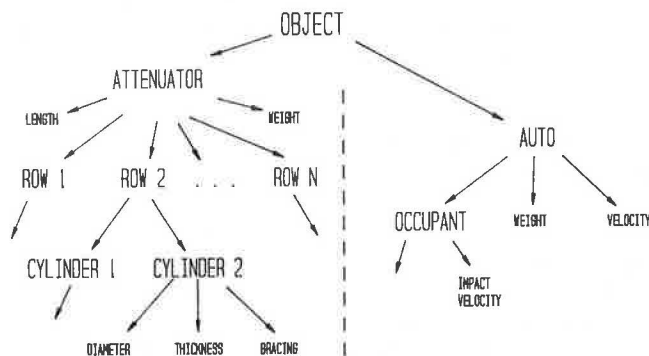 OBJECT
ATTENUATOR
LENGTH
WEIGHT
AUTO
ROW 1
ROW 2
. . .
ROW N
OCCUPANT
WEIGHT
VELOCITY
CYLINDER 1
CYLINDER 2
IMPACT
VELOCITY
DIAMETER
THICKNESS
BRACING